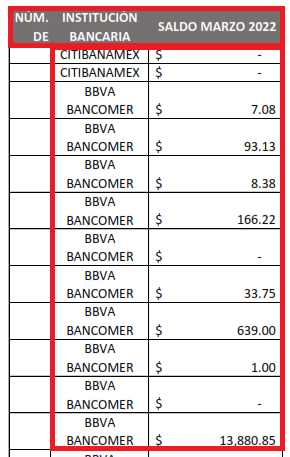 NÚM. DE INSTITUCIÓN BANCARIA SALDO MARZO 2022
CITIBANAMEX $ -
CITIBANAMEX $ -
BBVA
BANCOMER $ 7.08
BBVA
BANCOMER $ 93.13
BBVA
BANCOMER $ 8.38
BBVA
BANCOMER $ 166.22
BBVA
BANCOMER $ -
BBVA
BANCOMER $ 33.75
BBVA
BANCOMER $ 639.00
BBVA
BANCOMER $ 1.00
BBVA
BANCOMER $ -
BBVA
BANCOMER $ 13,880.85